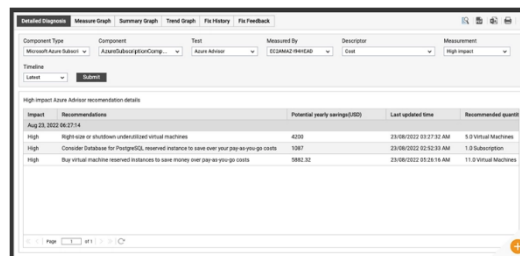 Detailed Diagnosis Measure Graph Summary Graph Trend Graph Fix History Fix Feedback
Component Type Component Test Measured By Descriptor Measurement
Microsoft Azure Subscri AzureSubscriptionComp... Azure Advisor Cost High impact
Timeline
Latest Submit
High impact Azure Advisor recommendation details
Impact Recommendations Potential yearly savings(USD) Last updated time Recommended quantit
Aug 23, 2022 06:27:14
High Right-size or shutdown underutilized virtual machines 4200 23/08/2022 03:27:32 AM 5.0 Virtual Machines
High Consider Database for PostgreSQL reserved instance to save over your pay-as-you-go costs 1087 23/08/2022 02:52:33 AM 1.0 Subscription
High Buy virtual machine reserved instances to save money over pay-as-you-go costs 5882.32 23/08/2022 05:26:16 AM 11.0 Virtual Machines
Page 1 of 1